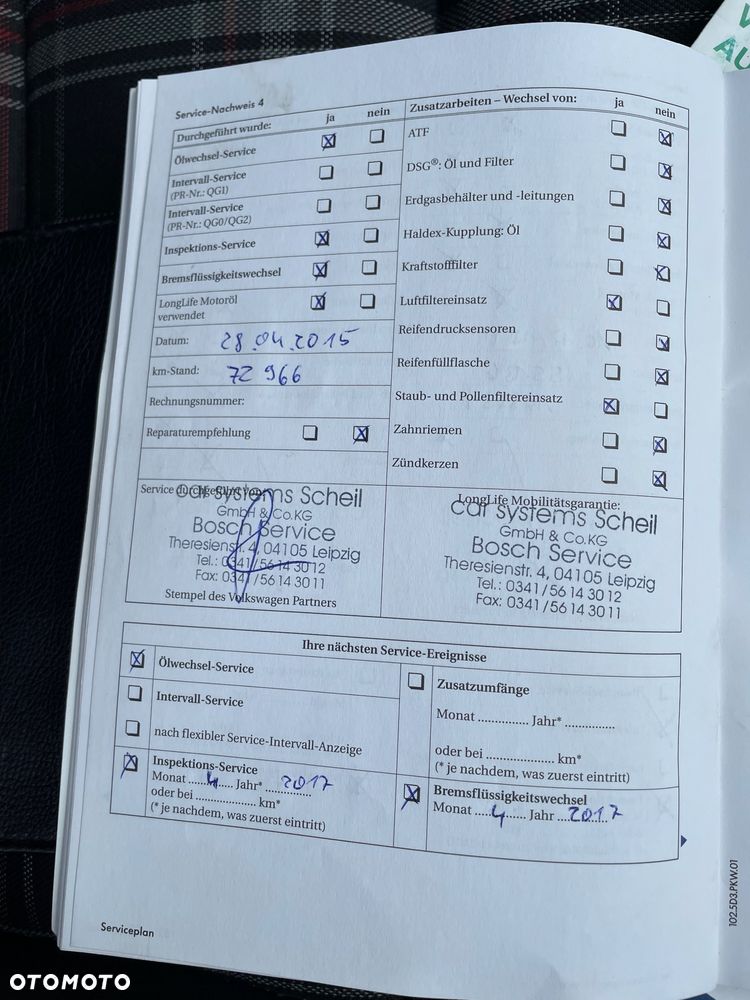 W
AU
Service-Nachweis 4
Durchgeführt wurde: ja nein
Ölwechsel-Service
Intervall-Service
(PR-Nr.: QG1)
Intervall-Service
(PR-Nr.: QG0/QG2)
Inspektions-Service
Bremsflüssigkeitswechsel
LongLife Motoröl
verwendet
Datum: 28.04.2015
km-Stand: 72 966
Rechnungsnummer:
Reparaturempfehlung
Zusatzarbeiten – Wechsel von: ja nein
ATF
DSG®: Öl und Filter
Erdgasbehälter und -leitungen
Haldex-Kupplung: Öl
Kraftstofffilter
Luftfiltereinsatz
Reifendrucksensoren
Reifenfüllflasche
Staub- und Pollenfiltereinsatz
Zahnriemen
Zündkerzen
Service durchgeführt
car systems Scheil
GmbH & Co.KG
Bosch Service
Theresienstr. 4, 04105 Leipzig
Tel.: 0341/56 14 30 12
Fax: 0341/56 14 30 11
Stempel des Volkswagen Partners
LongLife Mobilitätsgarantie:
car systems Scheil
GmbH & Co.KG
Bosch Service
Theresienstr. 4, 04105 Leipzig
Tel.: 0341/56 14 30 12
Fax: 0341/56 14 30 11
Ihre nächsten Service-Ereignisse
Ölwechsel-Service
Intervall-Service
nach flexibler Service-Intervall-Anzeige
Inspektions-Service
Monat ....4.... Jahr* 2017
oder bei .................... km*
(* je nachdem, was zuerst eintritt)
Zusatzumfänge
Monat ............... Jahr* ...............
oder bei .................... km*
(* je nachdem, was zuerst eintritt)
Bremsflüssigkeitswechsel
Monat ....4.... Jahr 2017
Serviceplan
102.5D3.PKW.01
OTOMOTO